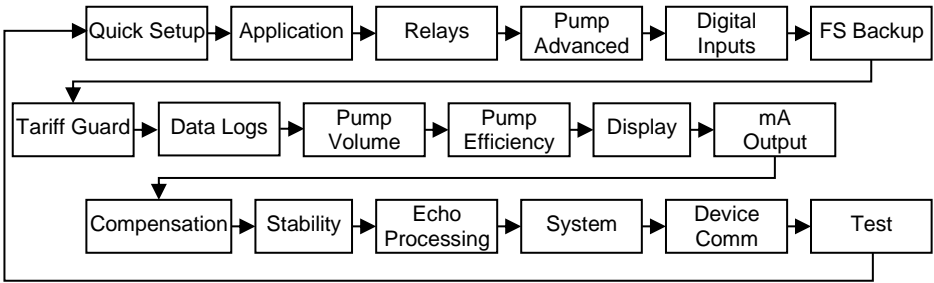 Quick Setup
Application
Relays
Pump
Advanced
Digital
Inputs
FS Backup
Tariff Guard
Data Logs
Pump
Volume
Pump
Efficiency
Display
mA
Output
Compensation
Stability
Echo
Processing
System
Device
Comm
Test